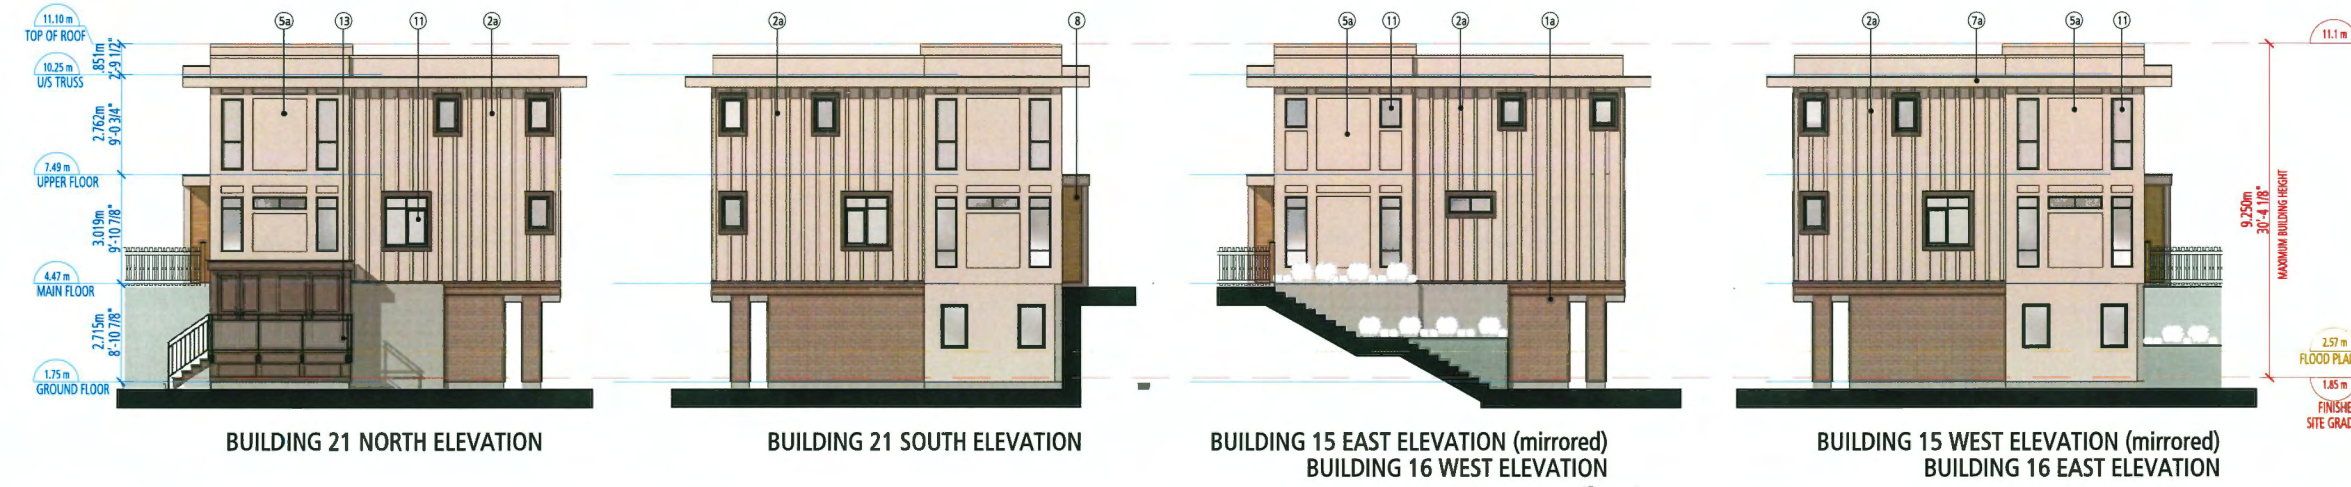 11.10 m
TOP OF ROOF
.851m
2'-9 1/2"
10.25 m
U/S TRUSS
2.762m
9'-0 3/4"
7.49 m
UPPER FLOOR
3.019m
9'-10 7/8"
4.47 m
MAIN FLOOR
2.715m
8'-10 7/8"
1.75 m
GROUND FLOOR
5a
13
11
2a
BUILDING 21 NORTH ELEVATION
2a
8
BUILDING 21 SOUTH ELEVATION
5a
11
2a
1a
BUILDING 15 EAST ELEVATION (mirrored)
BUILDING 16 WEST ELEVATION
2a
7a
5a
11
BUILDING 15 WEST ELEVATION (mirrored)
BUILDING 16 EAST ELEVATION
11.1 m
9.250m
30'-4 1/8"
MAXIMUM BUILDING HEIGHT
2.57 m
FLOOD PLA
1.85 m
FINISHE
SITE GRAD